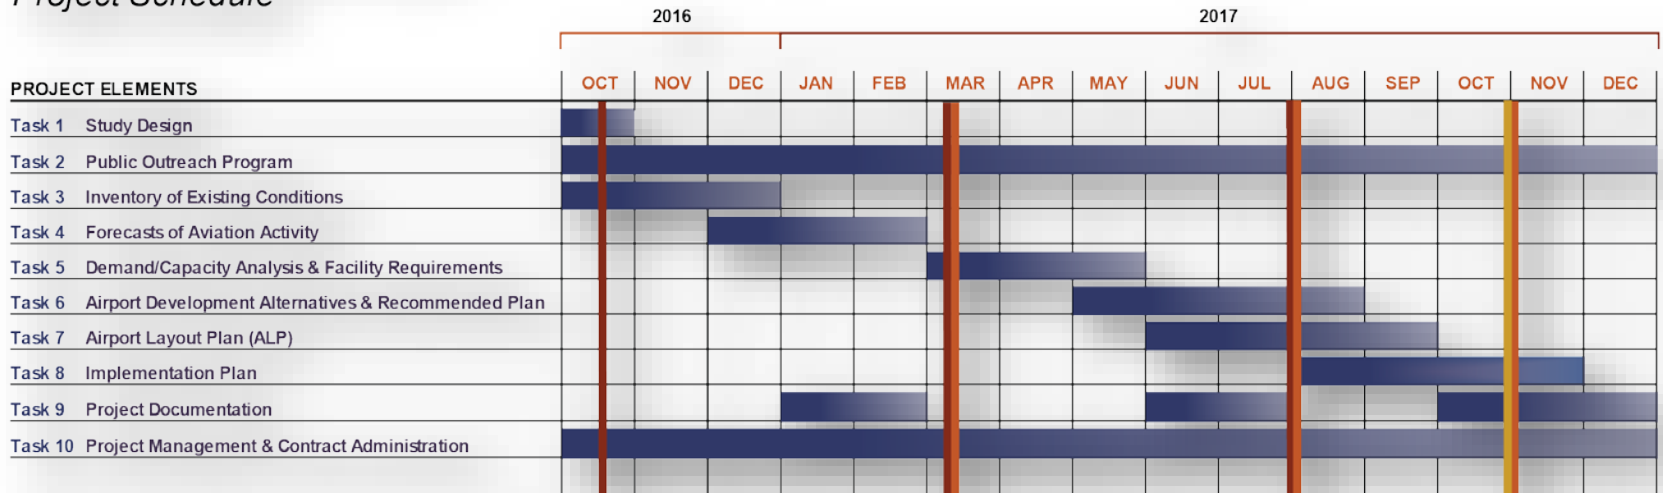 Project Schedule
2016 2017
PROJECT ELEMENTS OCT NOV DEC JAN FEB MAR APR MAY JUN JUL AUG SEP OCT NOV DEC
Task 1 Study Design
Task 2 Public Outreach Program
Task 3 Inventory of Existing Conditions
Task 4 Forecasts of Aviation Activity
Task 5 Demand/Capacity Analysis & Facility Requirements
Task 6 Airport Development Alternatives & Recommended Plan
Task 7 Airport Layout Plan (ALP)
Task 8 Implementation Plan
Task 9 Project Documentation
Task 10 Project Management & Contract Administration